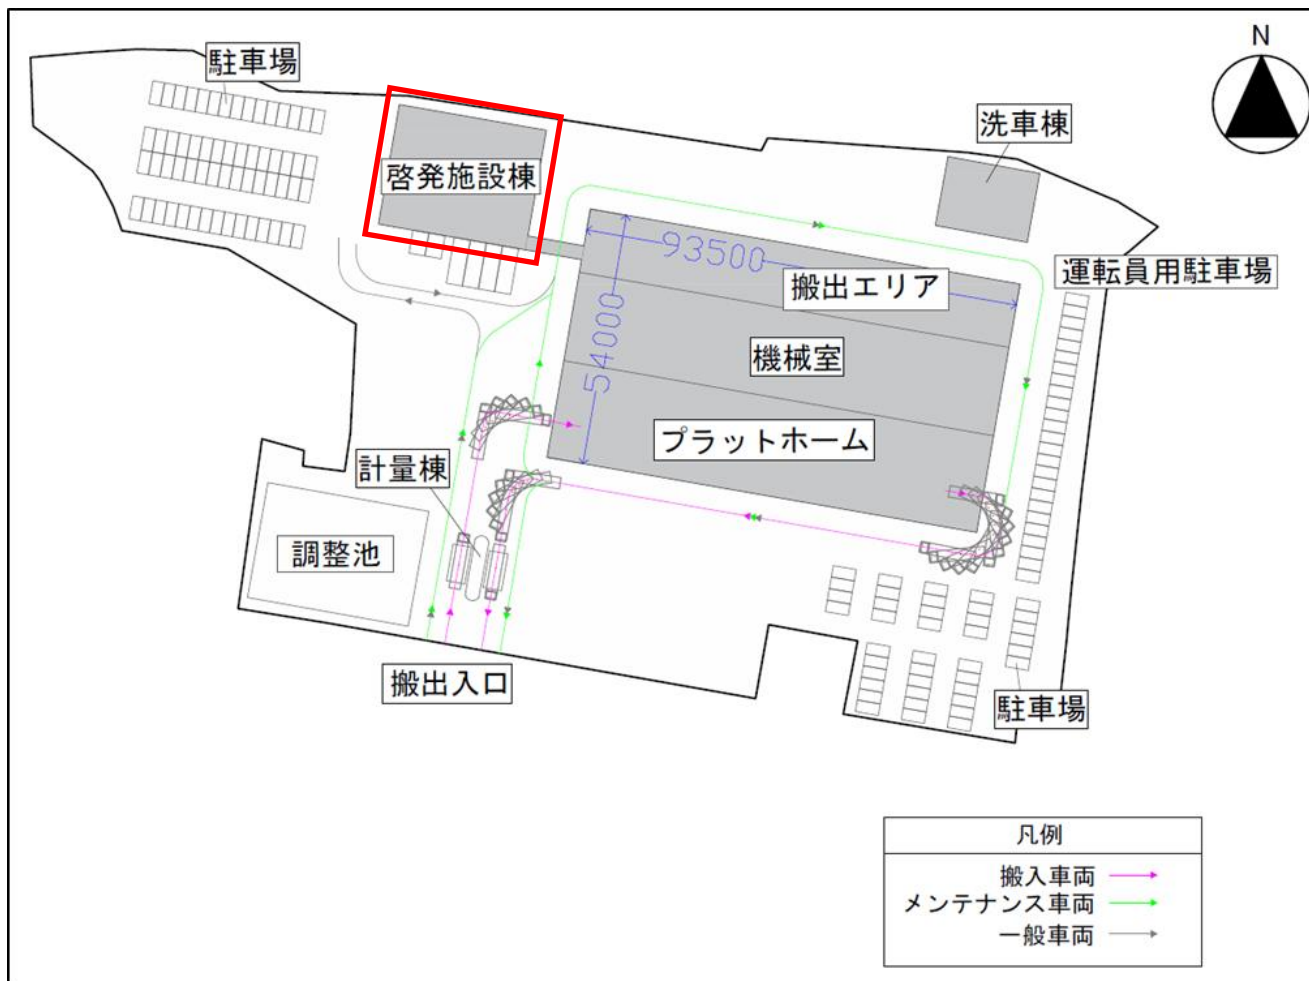 N
駐車場
洗車棟
啓発施設棟
93500
運転員用駐車場
搬出エリア
54000
機械室
プラットホーム
計量棟
調整池
搬出入口
駐車場
凡例
搬入車両
メンテナンス車両
一般車両